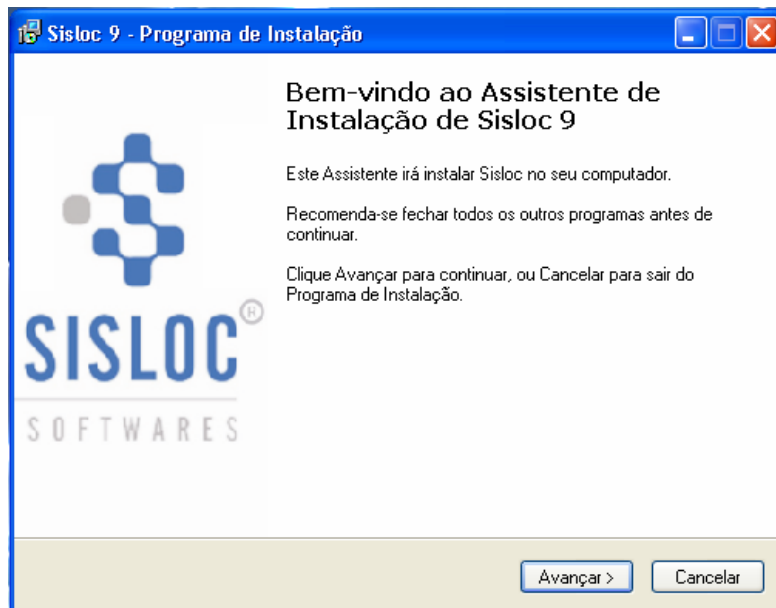 Sisloc 9 - Programa de Instalação
Bem-vindo ao Assistente de
Instalação de Sisloc 9
Este Assistente irá instalar Sisloc no seu computador.
Recomenda-se fechar todos os outros programas antes de
continuar.
Clique Avançar para continuar, ou Cancelar para sair do
Programa de Instalação.
SISLOC®
SOFTWARES
Avançar >
Cancelar